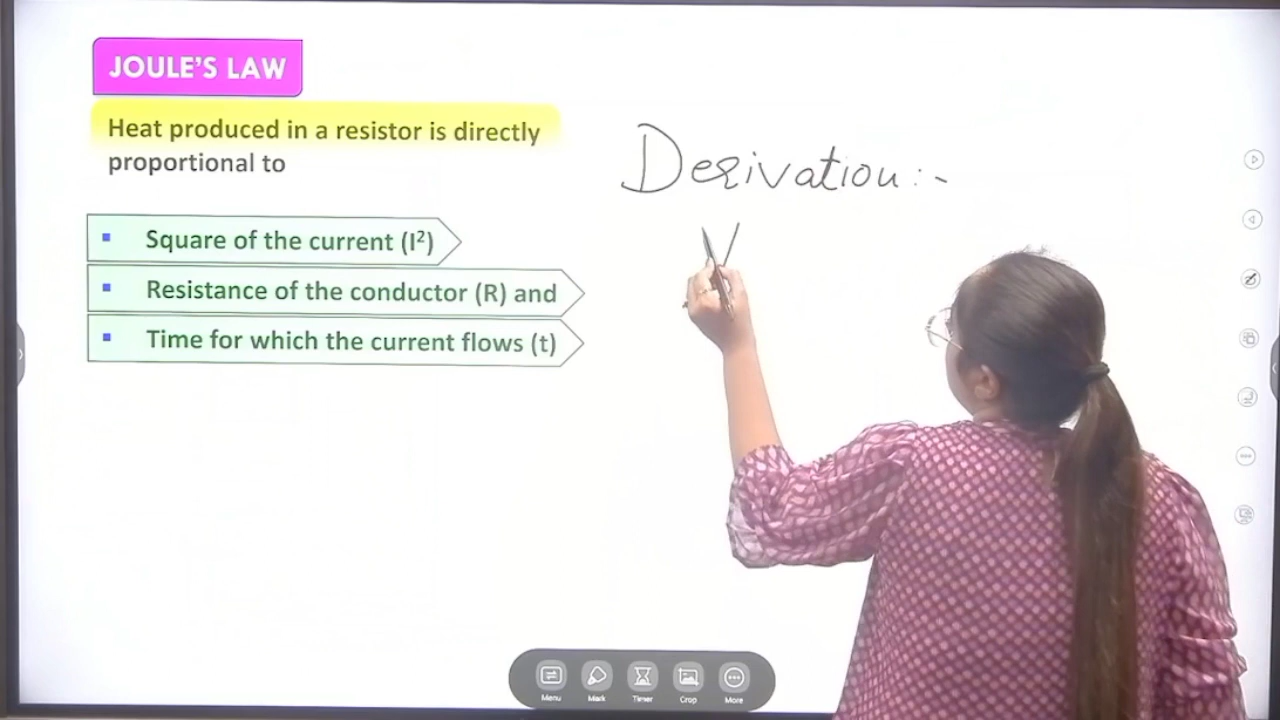 JOULE'S LAW
Heat produced in a resistor is directly
proportional to
▪ Square of the current (I²)
▪ Resistance of the conductor (R) and
▪ Time for which the current flows (t)
Derivation :-
V
Menu Mark Timer Crop More